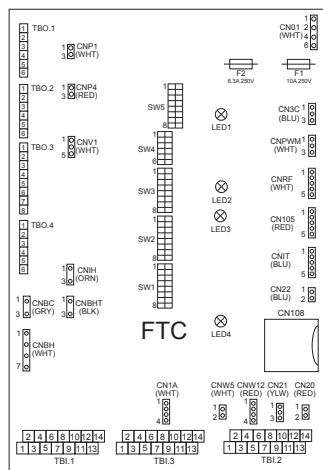 TBO.1
1
2
3
4
5
6
CNP1
(WHT)
1
3
CN01
(WHT)
1
2
4
6
F2
6.3A 250V
F1
10A 250V
TBO.2
1
2
3
4
5
6
CNP4
(RED)
1
3
SW5
1
8
LED1
CN3C
(BLU)
1
3
TBO.3
1
2
3
4
5
6
7
8
CNV1
(WHT)
1
5
SW4
1
6
CNPWM
(WHT)
1
3
SW3
1
8
LED2
CNRF
(WHT)
1
5
TBO.4
1
2
3
4
5
6
SW2
1
8
LED3
CN105
(RED)
1
5
CNIH
(ORN)
1
3
SW1
1
8
CNIT
(BLU)
1
5
CNBC
(GRY)
1
3
CNBHT
(BLK)
1
3
CN22
(BLU)
1
2
CNBH
(WHT)
1
7
FTC
LED4
CN108
CN1A
(WHT)
1
4
CNW5
(WHT)
1
2
CNW12
(RED)
1
4
CN21
(YLW)
1
3
CN20
(RED)
1
3
2 4 6 8 10 12 14
1 3 5 7 9 11 13
TBI.1
2 4 6 8 10 12 14
1 3 5 7 9 11 13
TBI.3
2 4 6 8 10 12 14
1 3 5 7 9 11 13
TBI.2